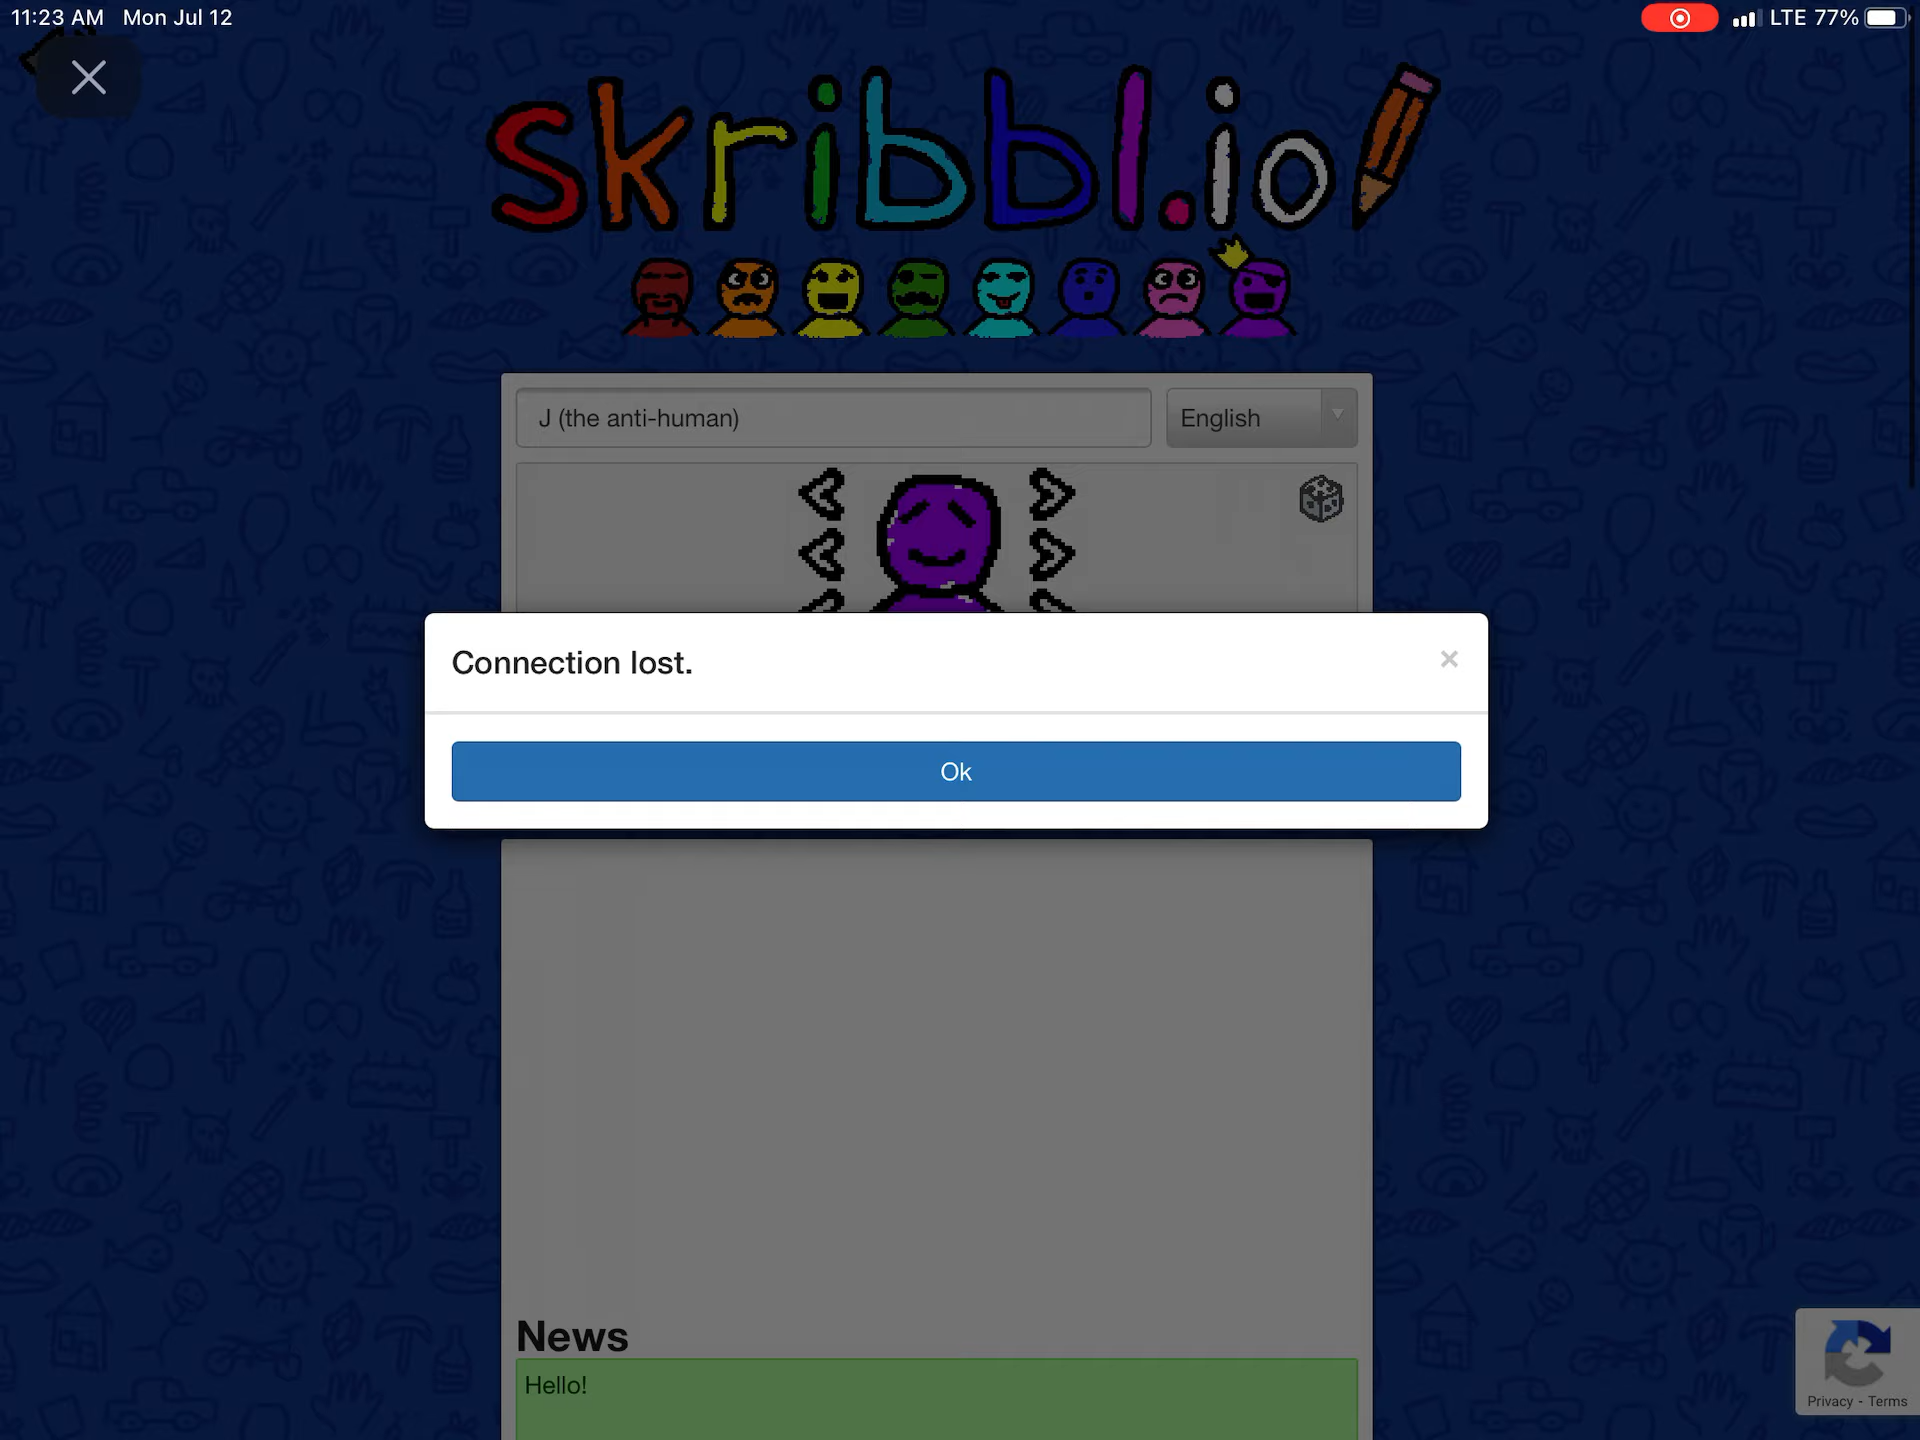 11:23 AM Mon Jul 12
LTE 77%
skribbl.io
J (the anti-human)
English
Connection lost.
×
Ok
News
Hello!
Privacy - Terms